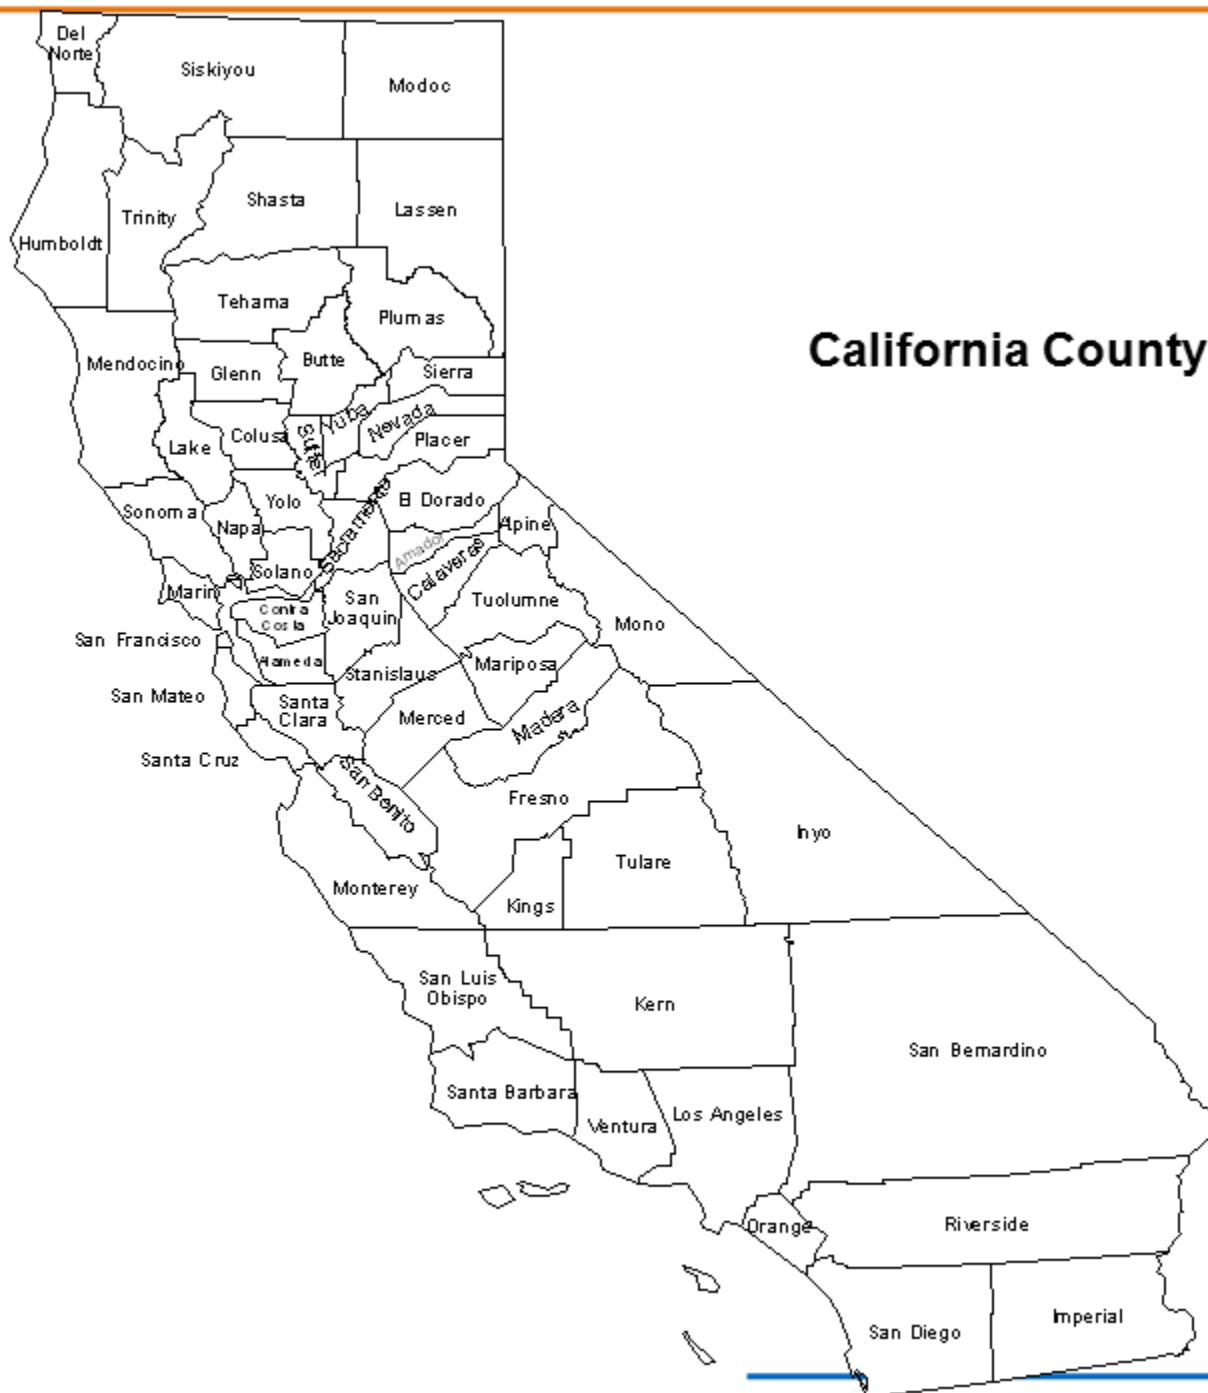 Del
Norte
Siskiyou
Modoc
Shasta
Lassen
Trinity
Humboldt
Tehama
Plumas
California County
Mendocino
Glenn
Butte
Sierra
Yuba
Nevada
Colusa
Sutter
Placer
Lake
Yolo
El Dorado
Sonoma
Napa
Sacramento
Alpine
Amador
Calaveras
Solano
Marin
Contra
Costa
San
Joaquin
Tuolumne
Mono
San Francisco
Alameda
Stanislaus
Mariposa
San Mateo
Santa
Clara
Merced
Madera
Santa Cruz
San Benito
Fresno
Inyo
Tulare
Monterey
Kings
San Luis
Obispo
Kern
San Bernardino
Santa Barbara
Ventura
Los Angeles
Orange
Riverside
San Diego
Imperial